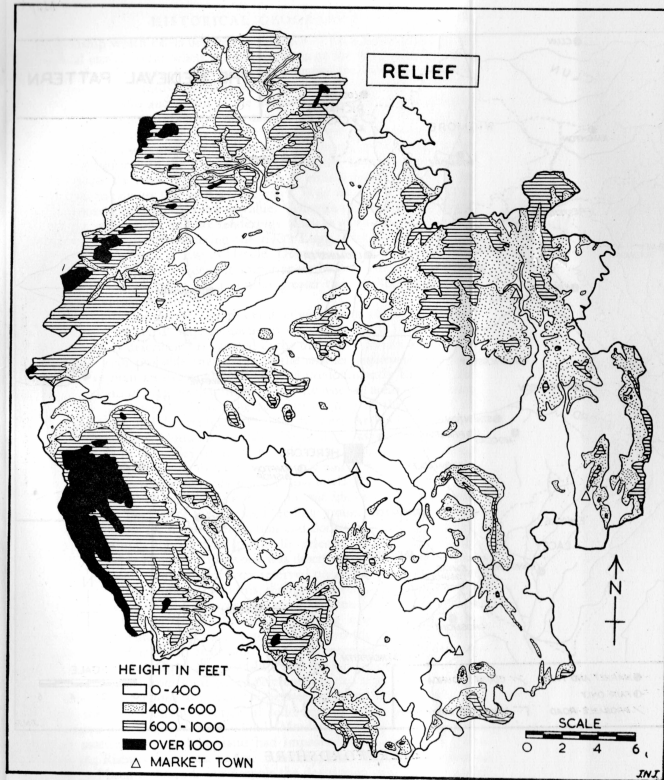 RELIEF
N
HEIGHT IN FEET
0-400
400-600
600-1000
OVER 1000
MARKET TOWN
SCALE
0 2 4 6